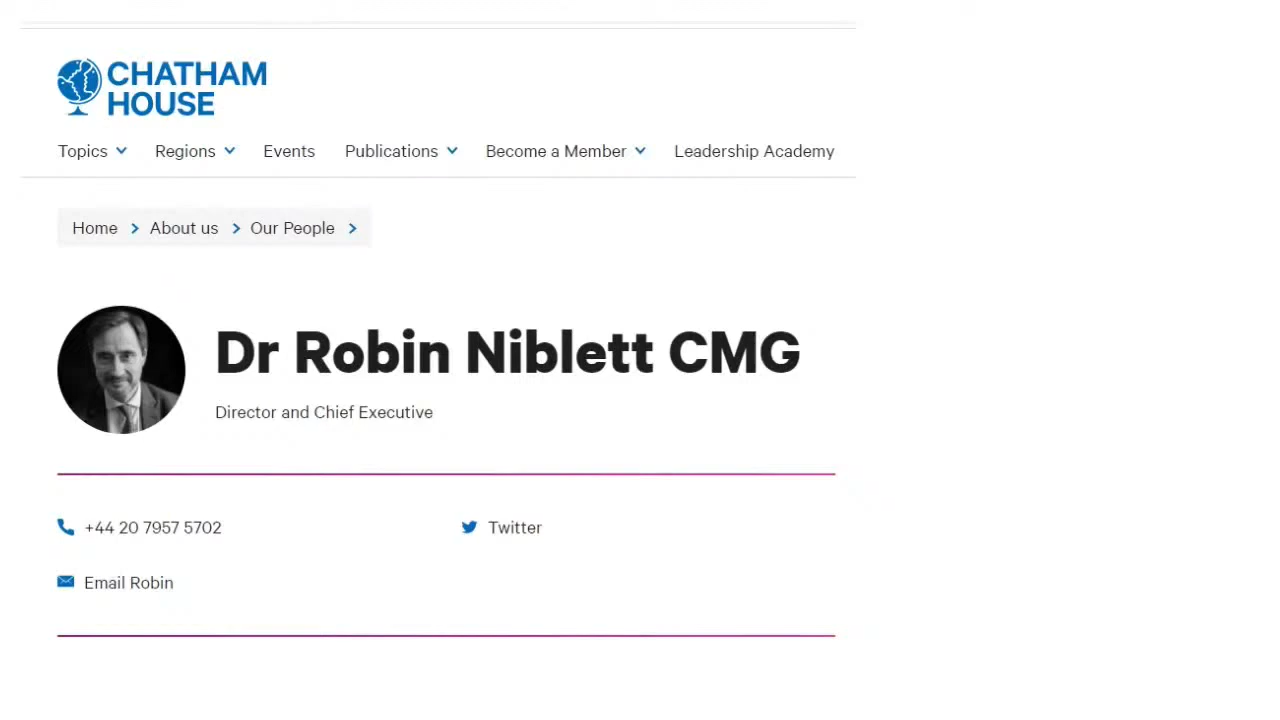 CHATHAM
HOUSE
Topics Regions Events Publications Become a Member Leadership Academy
Home About us Our People
Dr Robin Niblett CMG
Director and Chief Executive
+44 20 7957 5702 Twitter
Email Robin